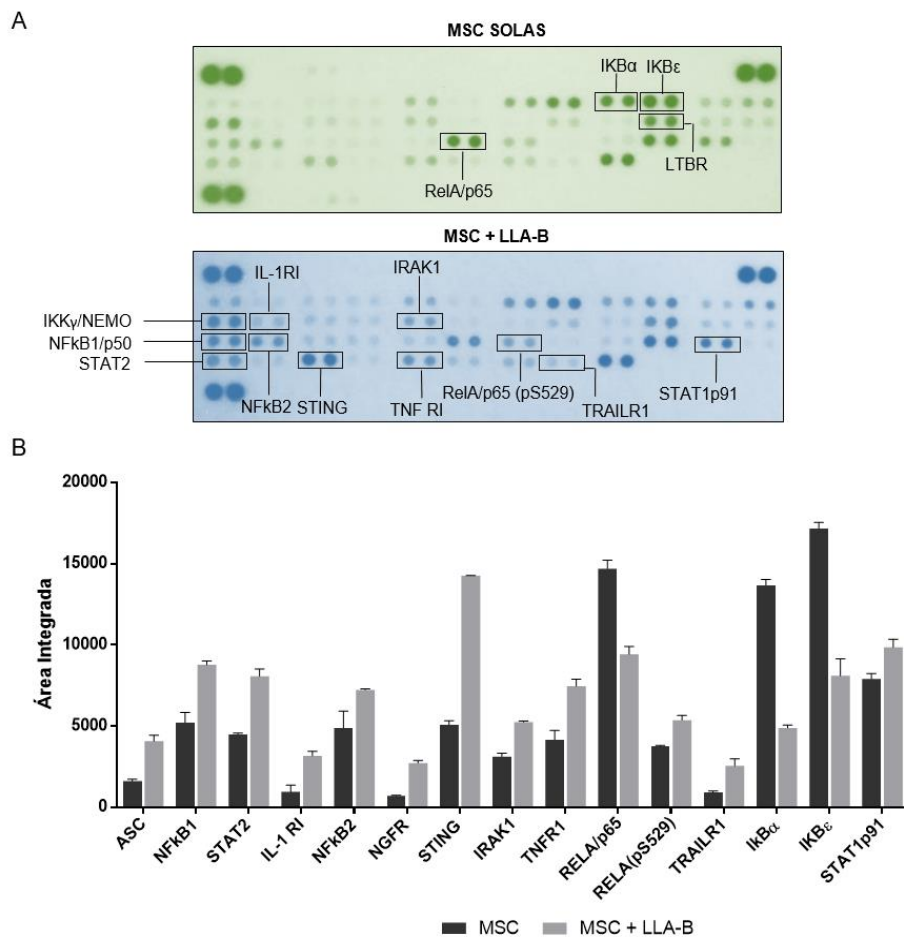 A
MSC SOLAS
IKBα IKBε
LTBR
RelA/p65
MSC + LLA-B
IL-1RI IRAK1
IKKγ/NEMO
NFkB1/p50
STAT2
NFkB2 STING TNF RI RelA/p65 (pS529) TRAILR1 STAT1p91
B
20000
15000
10000
5000
0
Área Integrada
ASC NFkB1 STAT2 IL-1 RI NFkB2 NGFR STING IRAK1 TNFR1 RELA/p65 RELA(pS529) TRAILR1 IkBα IKBε STAT1p91
MSC MSC + LLA-B